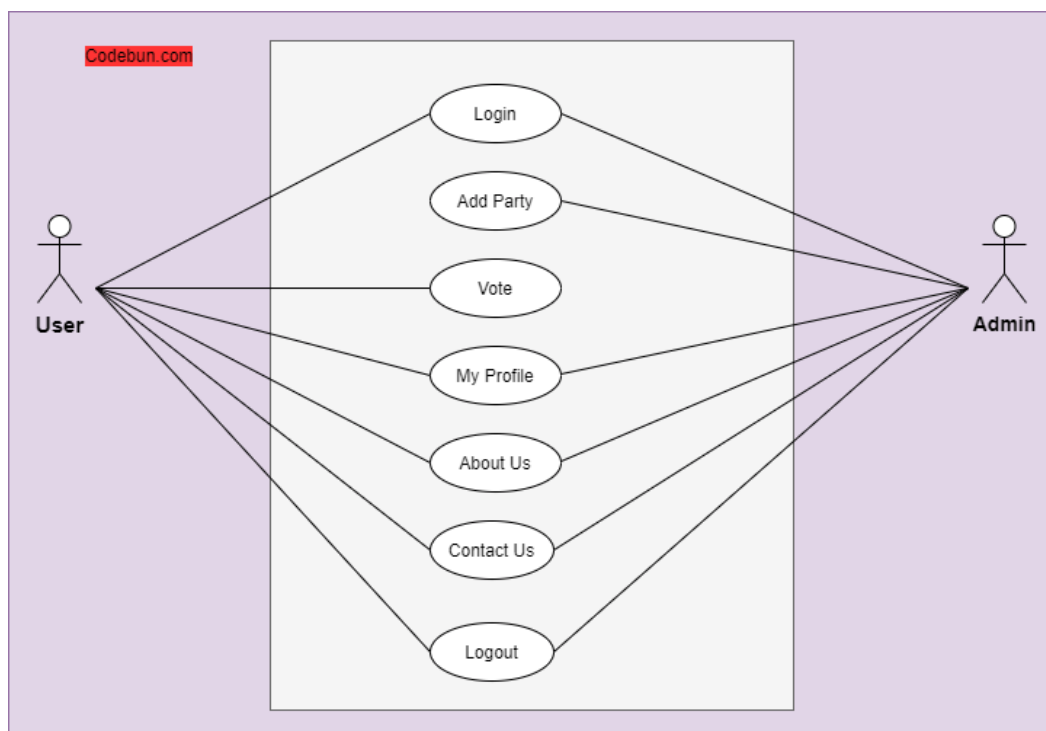 Codebun.com
Login
Add Party
Vote
User
Admin
My Profile
About Us
Contact Us
Logout